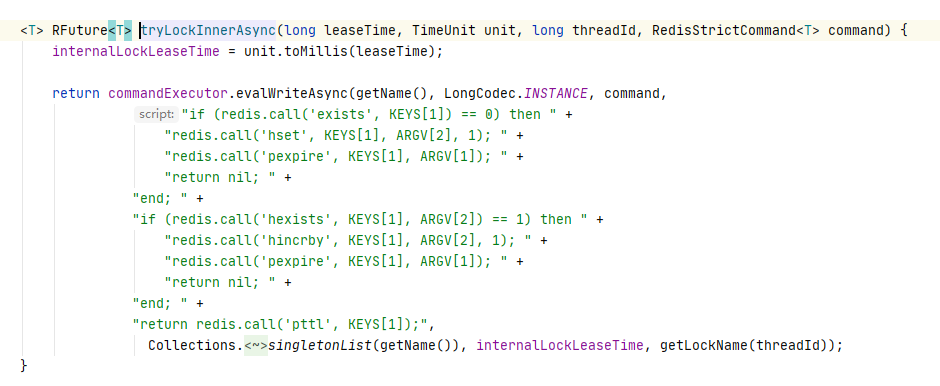 <T> RFuture<T> tryLockInnerAsync(long leaseTime, TimeUnit unit, long threadId, RedisStrictCommand<T> command) {
internalLockLeaseTime = unit.toMillis(leaseTime);
return commandExecutor.evalWriteAsync(getName(), LongCodec.INSTANCE, command,
script: "if (redis.call('exists', KEYS[1]) == 0) then " +
"redis.call('hset', KEYS[1], ARGV[2], 1); " +
"redis.call('pexpire', KEYS[1], ARGV[1]); " +
"return nil; " +
"end; " +
"if (redis.call('hexists', KEYS[1], ARGV[2]) == 1) then " +
"redis.call('hincrby', KEYS[1], ARGV[2], 1); " +
"redis.call('pexpire', KEYS[1], ARGV[1]); " +
"return nil; " +
"end; " +
"return redis.call('pttl', KEYS[1]);",
Collections.<~>singletonList(getName()), internalLockLeaseTime, getLockName(threadId));
}